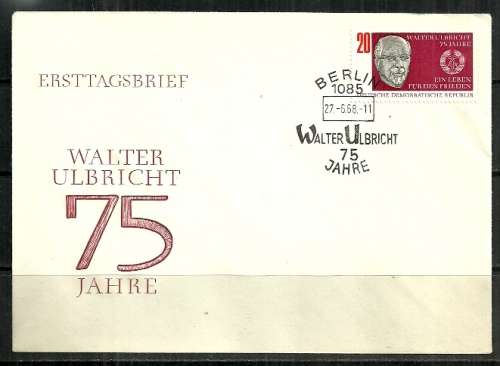 ERSTTAGSBRIEF
WALTER
ULBRICHT
75
JAHRE
20
WALTER ULBRICHT
75 JAHRE
EIN LEBEN
FÜR DEN FRIEDEN
DEUTSCHE DEMOKRATISCHE REPUBLIK
BERLIN
1085
27.-6.68.-11
WALTER ULBRICHT
75
JAHRE